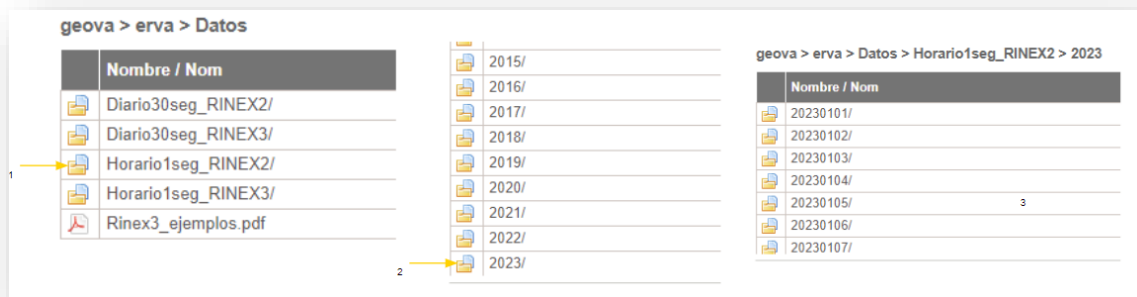 geova > erva > Datos
Nombre / Nom
Diario30seg_RINEX2/
Diario30seg_RINEX3/
1
Horario1seg_RINEX2/
Horario1seg_RINEX3/
Rinex3_ejemplos.pdf
2015/
2016/
2017/
2018/
2019/
2020/
2021/
2022/
2
2023/
geova > erva > Datos > Horario1seg_RINEX2 > 2023
Nombre / Nom
20230101/
20230102/
20230103/
20230104/
20230105/
3
20230106/
20230107/